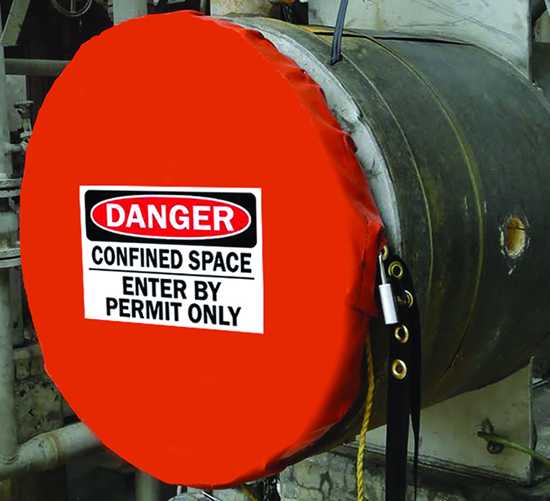 DANGER
CONFINED SPACE
ENTER BY
PERMIT ONLY